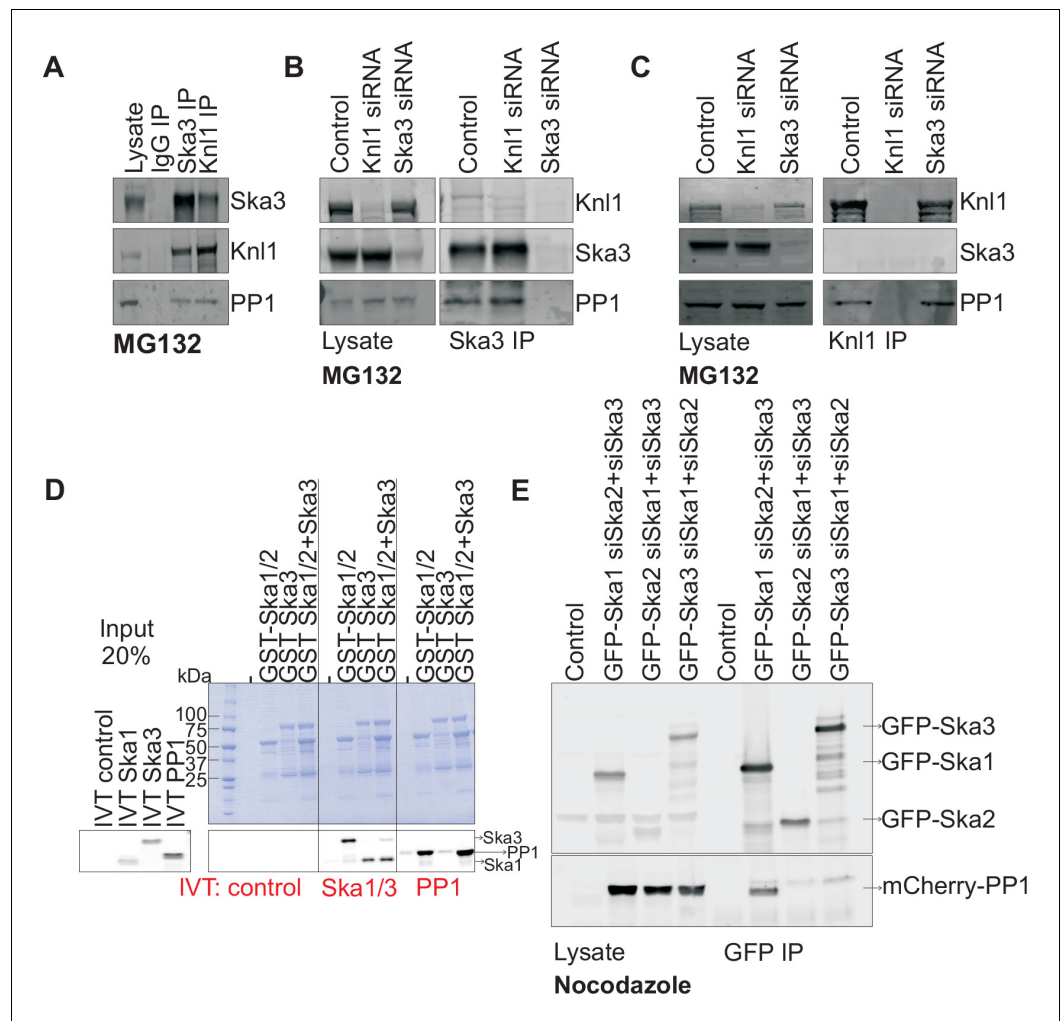 A
Lysate
IgG IP
Ska3 IP
Knl1 IP
Ska3
Knl1
PP1
MG132
B
Control
Knl1 siRNA
Ska3 siRNA
Control
Knl1 siRNA
Ska3 siRNA
Knl1
Ska3
PP1
Lysate
Ska3 IP
MG132
C
Control
Knl1 siRNA
Ska3 siRNA
Control
Knl1 siRNA
Ska3 siRNA
Knl1
Ska3
PP1
Lysate
Knl1 IP
MG132
D
Input
20%
IVT control
IVT Ska1
IVT Ska3
IVT PP1
kDa
100
75
50
37
25
-
GST-Ska1/2
GST Ska3
GST Ska1/2+Ska3
-
GST-Ska1/2
GST Ska3
GST Ska1/2+Ska3
-
GST-Ska1/2
GST Ska3
GST Ska1/2+Ska3
Ska3
PP1
Ska1
IVT: control
Ska1/3
PP1
E
Control
GFP-Ska1 siSka2+siSka3
GFP-Ska2 siSka1+siSka3
GFP-Ska3 siSka1+siSka2
Control
GFP-Ska1 siSka2+siSka3
GFP-Ska2 siSka1+siSka3
GFP-Ska3 siSka1+siSka2
GFP-Ska3
GFP-Ska1
GFP-Ska2
mCherry-PP1
Lysate
GFP IP
Nocodazole